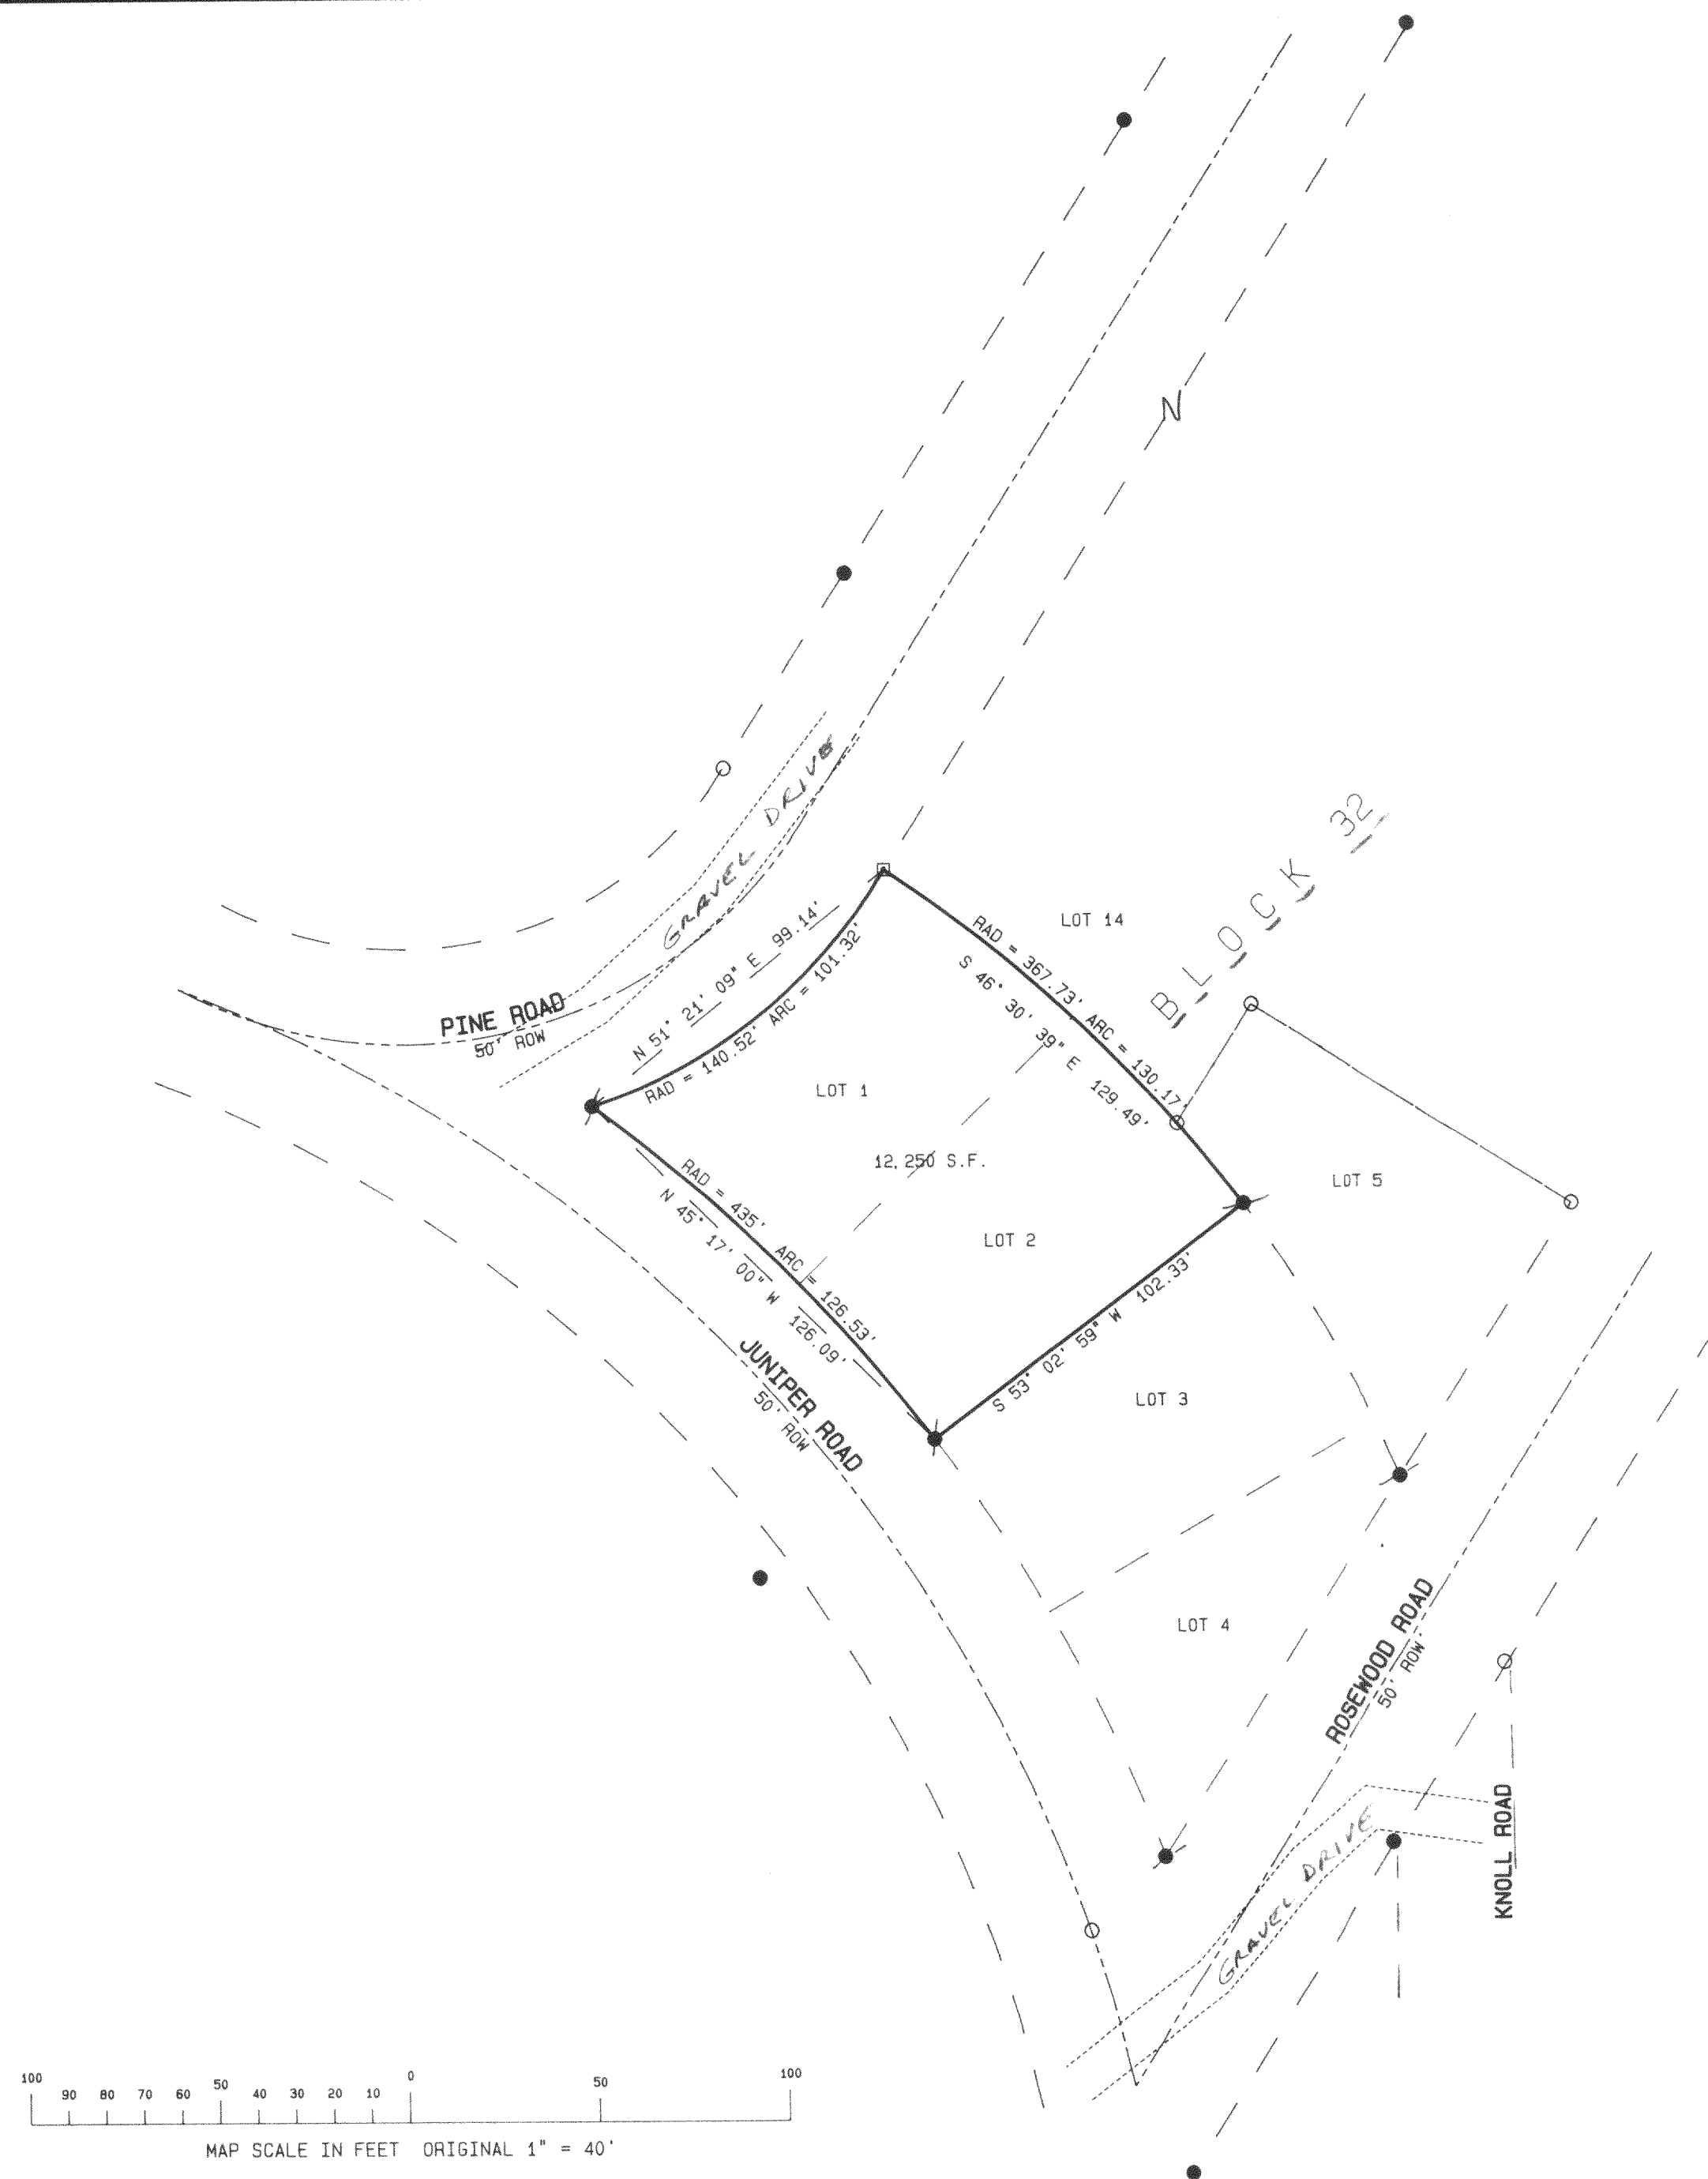 N
GRAVEL DRIVE
BLOCK 32
LOT 14
N 51° 21' 09" E 99.14'
RAD = 140.52' ARC = 101.32'
RAD = 367.73' ARC = 130.17'
S 46° 30' 39" E 129.49'
PINE ROAD
50' ROW
LOT 1
12,250 S.F.
LOT 5
RAD = 435' ARC = 126.53'
N 45° 17' 00" W 126.09'
LOT 2
S 53° 02' 59" W 102.33'
JUNIPER ROAD
50' ROW
LOT 3
LOT 4
ROSEWOOD ROAD
50' ROW
KNOLL ROAD
GRAVEL DRIVE
100 90 80 70 60 50 40 30 20 10 0 50 100
MAP SCALE IN FEET ORIGINAL 1" = 40'